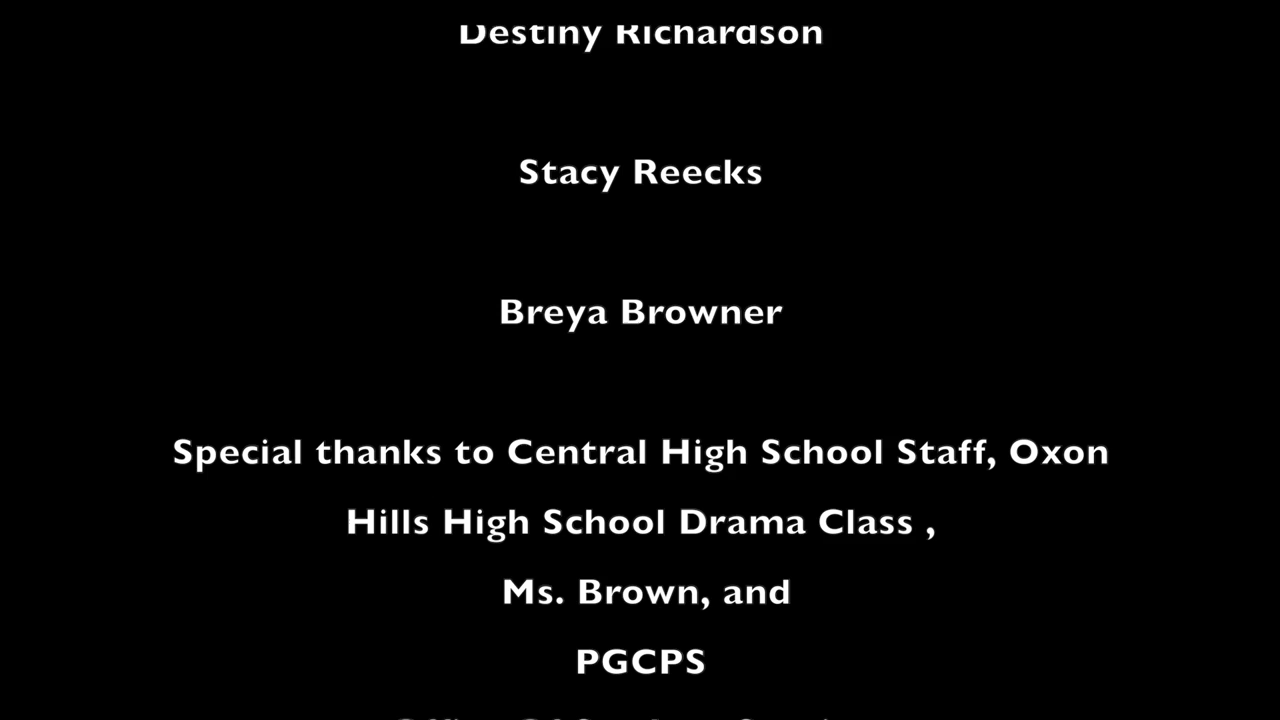 Destiny Richardson
Stacy Reecks
Breya Browner
Special thanks to Central High School Staff, Oxon
Hills High School Drama Class ,
Ms. Brown, and
PGCPS